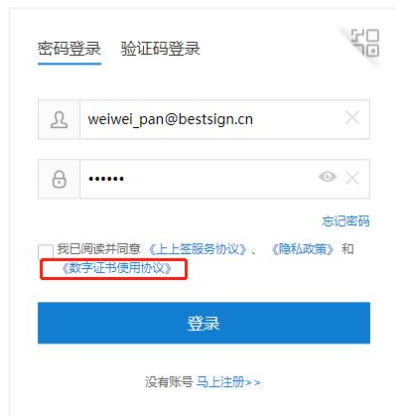 密码登录 验证码登录
weiwei_pan@bestsign.cn
••••••
忘记密码
我已阅读并同意《上上签服务协议》、《隐私政策》和
《数字证书使用协议》
登录
没有账号 马上注册>>